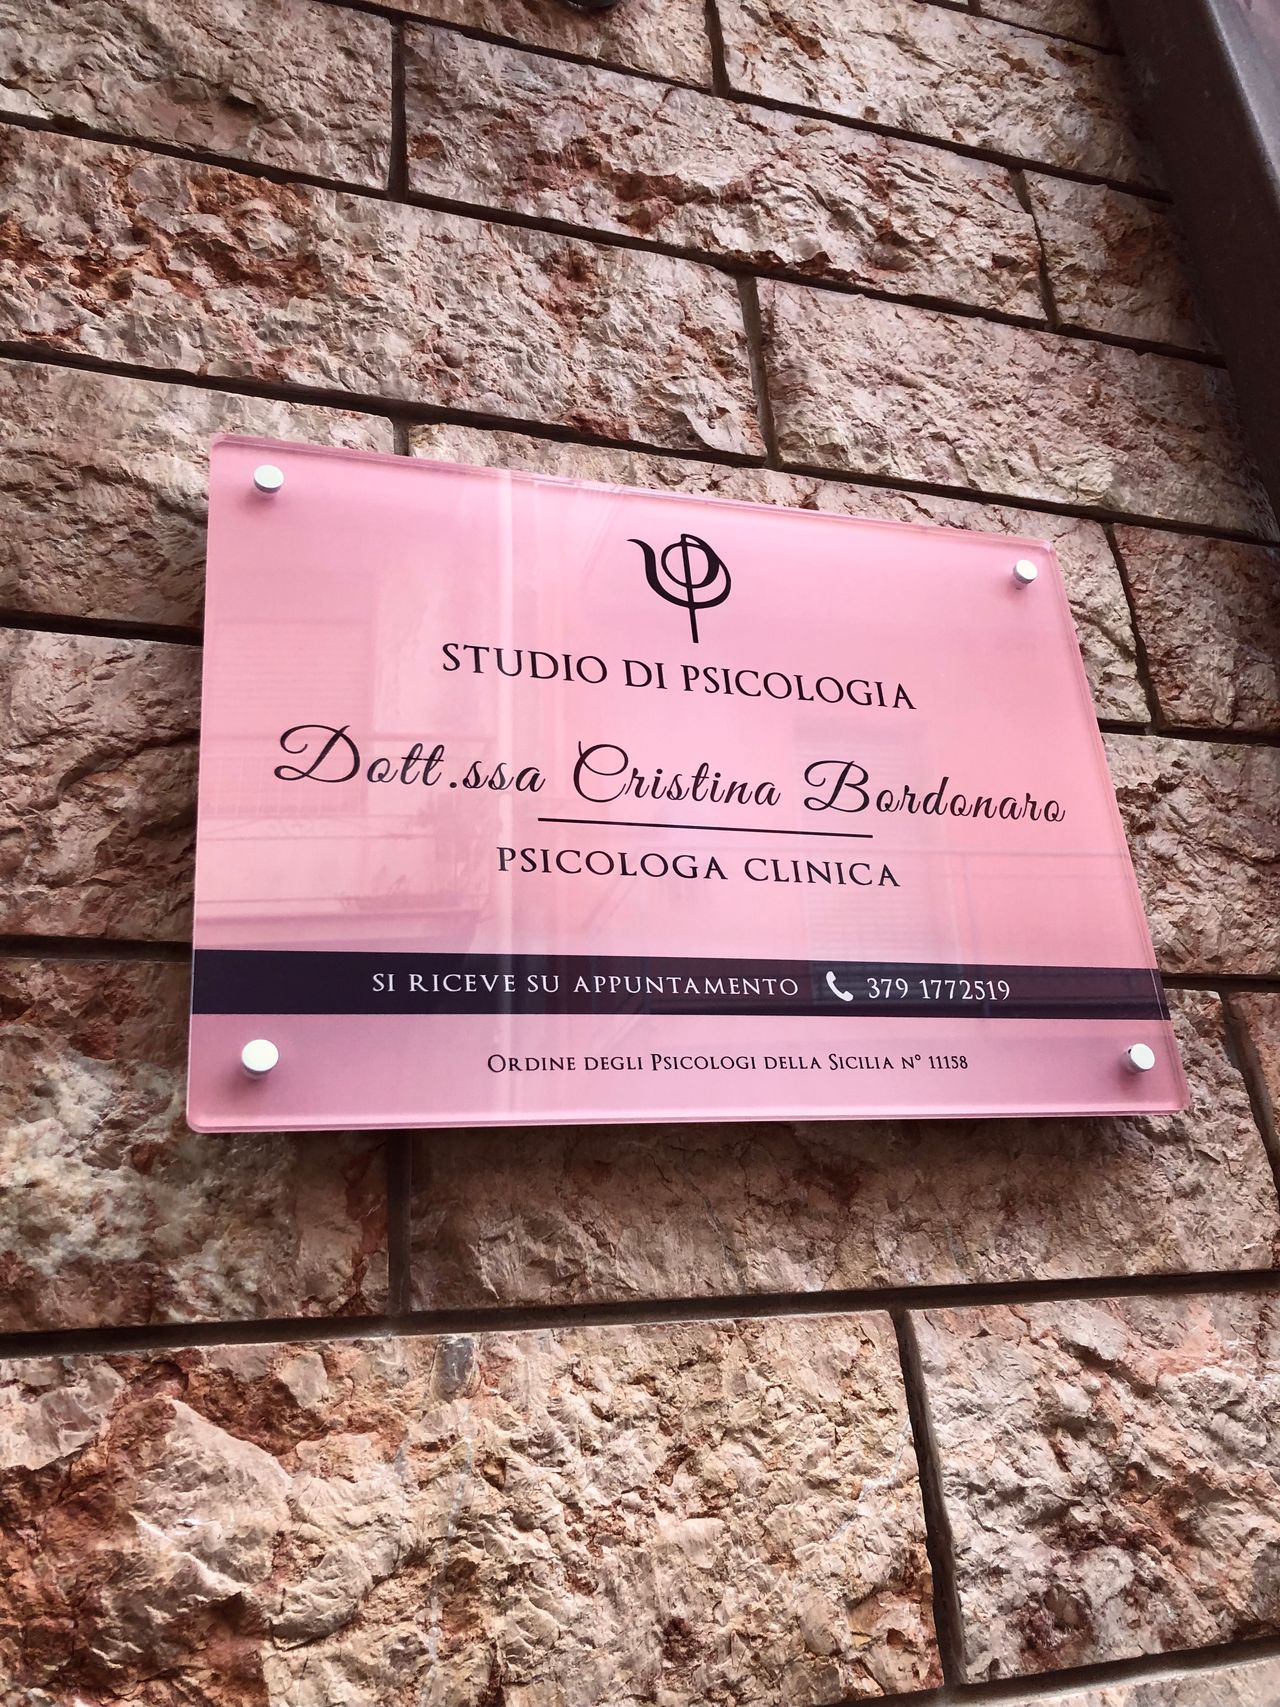 STUDIO DI PSICOLOGIA
Dott.ssa Cristina Bordonaro
PSICOLOGA CLINICA
SI RICEVE SU APPUNTAMENTO 379 1772519
ORDINE DEGLI PSICOLOGI DELLA SICILIA N° 11158